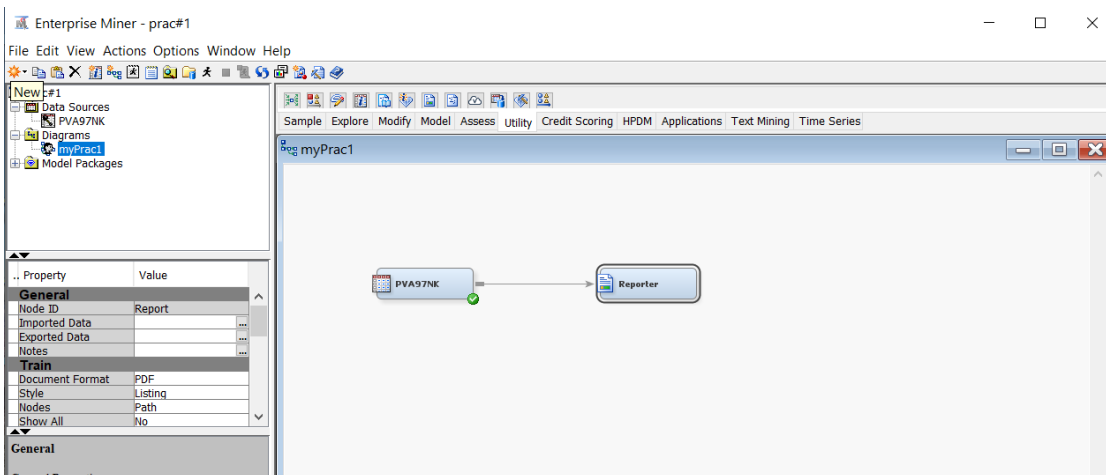 Enterprise Miner - prac#1
File Edit View Actions Options Window Help
New
c#1
Data Sources
PVA97NK
Diagrams
myPrac1
Model Packages
Sample Explore Modify Model Assess Utility Credit Scoring HPDM Applications Text Mining Time Series
myPrac1
PVA97NK
Reporter
.. Property Value
General
Node ID Report
Imported Data ...
Exported Data ...
Notes ...
Train
Document Format PDF
Style Listing
Nodes Path
Show All No
General